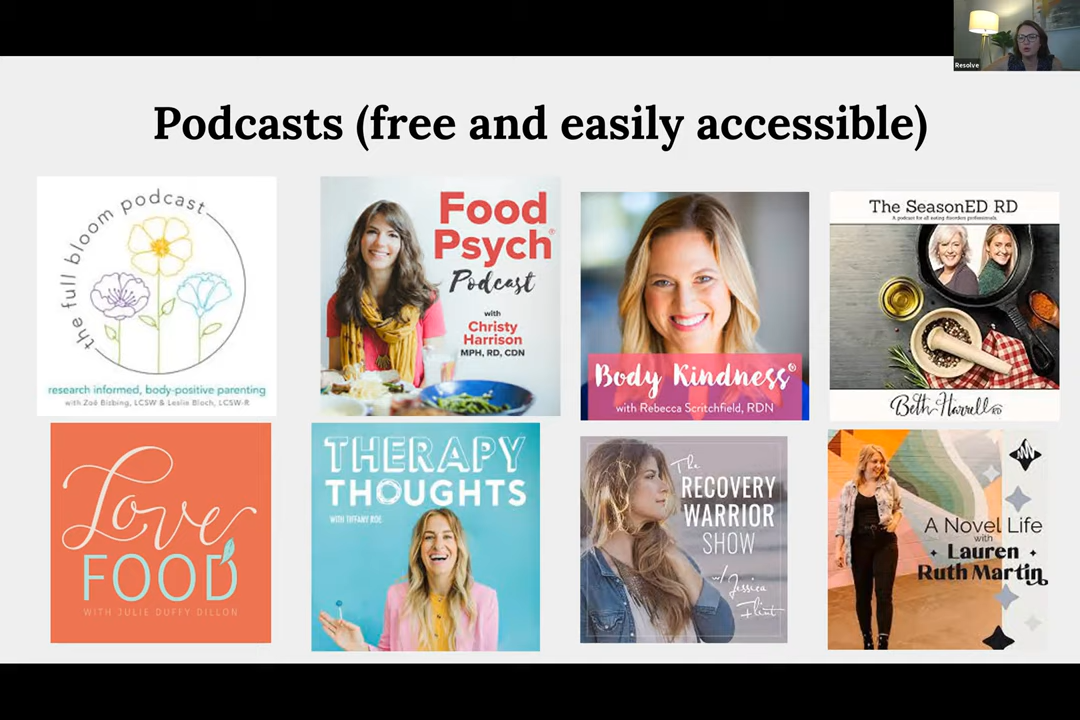 Resolve
Podcasts (free and easily accessible)
the full bloom podcast
research informed, body-positive parenting
with Zoë Bisbing, LCSW & Leslie Bloch, LCSW-R
Food
Psych®
Podcast
with
Christy
Harrison
MPH, RD, CDN
Body Kindness®
with Rebecca Scritchfield, RDN
The SeasonED RD
A podcast for all eating disorders professionals.
Beth Harrell RD
Love
FOOD
WITH JULIE DUFFY DILLON
THERAPY
THOUGHTS
WITH TIFFANY ROE
The
RECOVERY
WARRIOR
SHOW
w/ Jessica
Flint
A Novel Life
with
Lauren
Ruth Martin